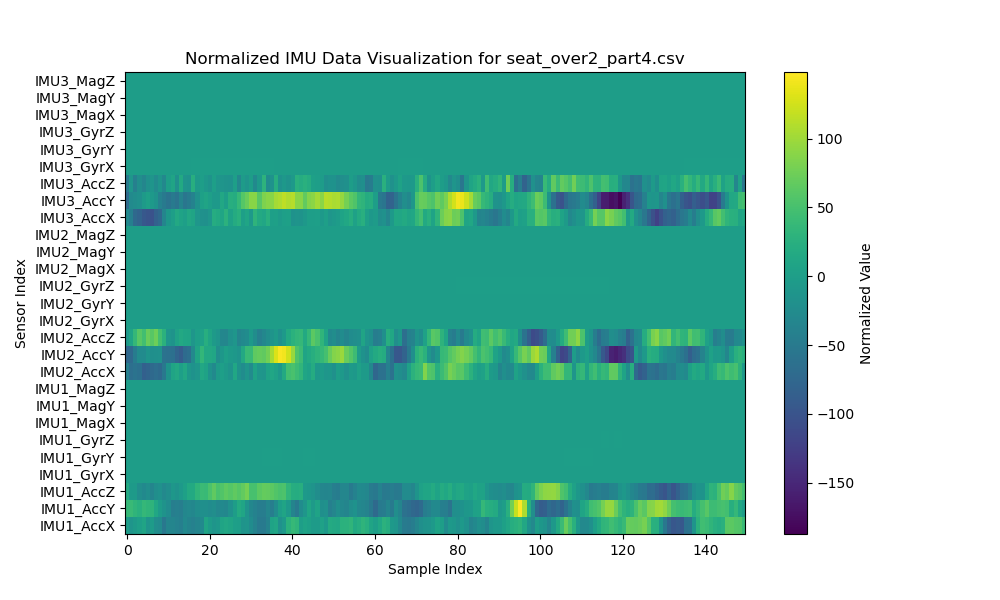 Normalized IMU Data Visualization for seat_over2_part4.csv
IMU3_MagZ
IMU3_MagY
IMU3_MagX
IMU3_GyrZ
IMU3_GyrY
IMU3_GyrX
IMU3_AccZ
IMU3_AccY
IMU3_AccX
IMU2_MagZ
IMU2_MagY
IMU2_MagX
IMU2_GyrZ
IMU2_GyrY
IMU2_GyrX
IMU2_AccZ
IMU2_AccY
IMU2_AccX
IMU1_MagZ
IMU1_MagY
IMU1_MagX
IMU1_GyrZ
IMU1_GyrY
IMU1_GyrX
IMU1_AccZ
IMU1_AccY
IMU1_AccX
Sensor Index
0 20 40 60 80 100 120 140
Sample Index
100
50
0
−50
−100
−150
Normalized Value